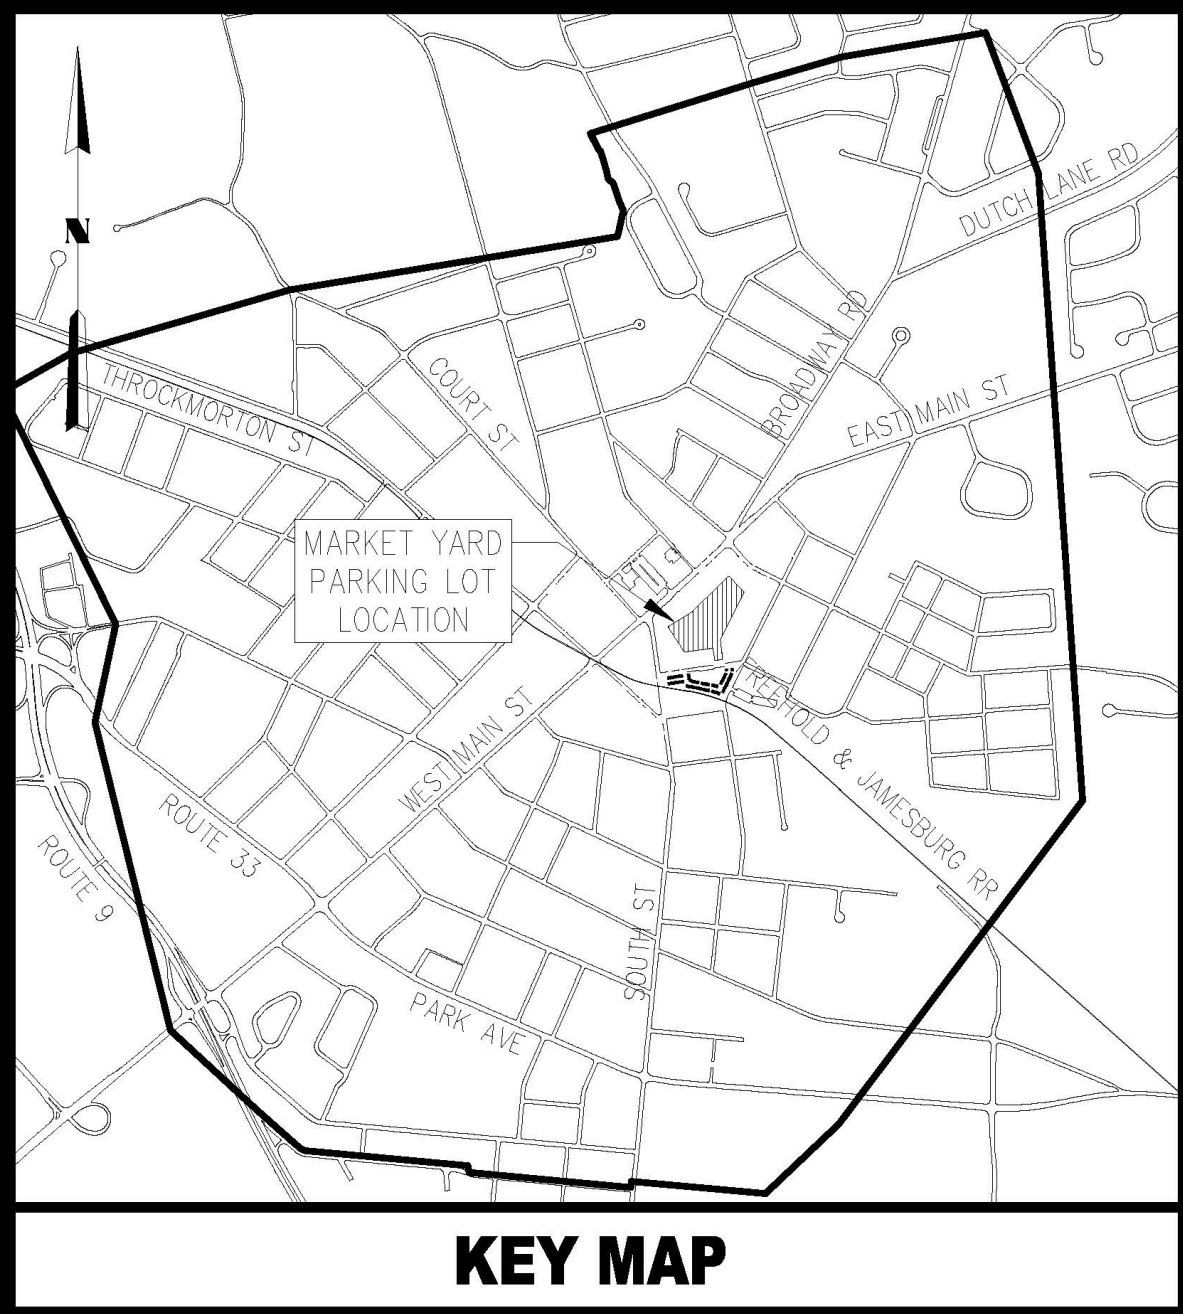 N
DUTCH LANE RD
BROADWAY RD
COURT ST
THROCKMORTON ST
EAST MAIN ST
MARKET YARD
PARKING LOT
LOCATION
FREEHOLD & JAMESBURG RR
WEST MAIN ST
ROUTE 33
ROUTE 9
SOUTH ST
PARK AVE
KEY MAP